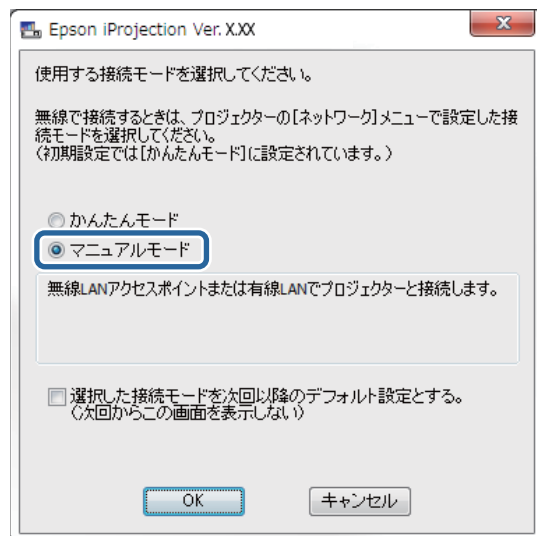 Epson iProjection Ver. X.XX
使用する接続モードを選択してください。
無線で接続するときは、プロジェクターの[ネットワーク]メニューで設定した接
続モードを選択してください。
(初期設定では[かんたんモード]に設定されています。)
かんたんモード
マニュアルモード
無線LANアクセスポイントまたは有線LANでプロジェクターと接続します。
選択した接続モードを次回以降のデフォルト設定とする。
(次回からこの画面を表示しない)
OK
キャンセル